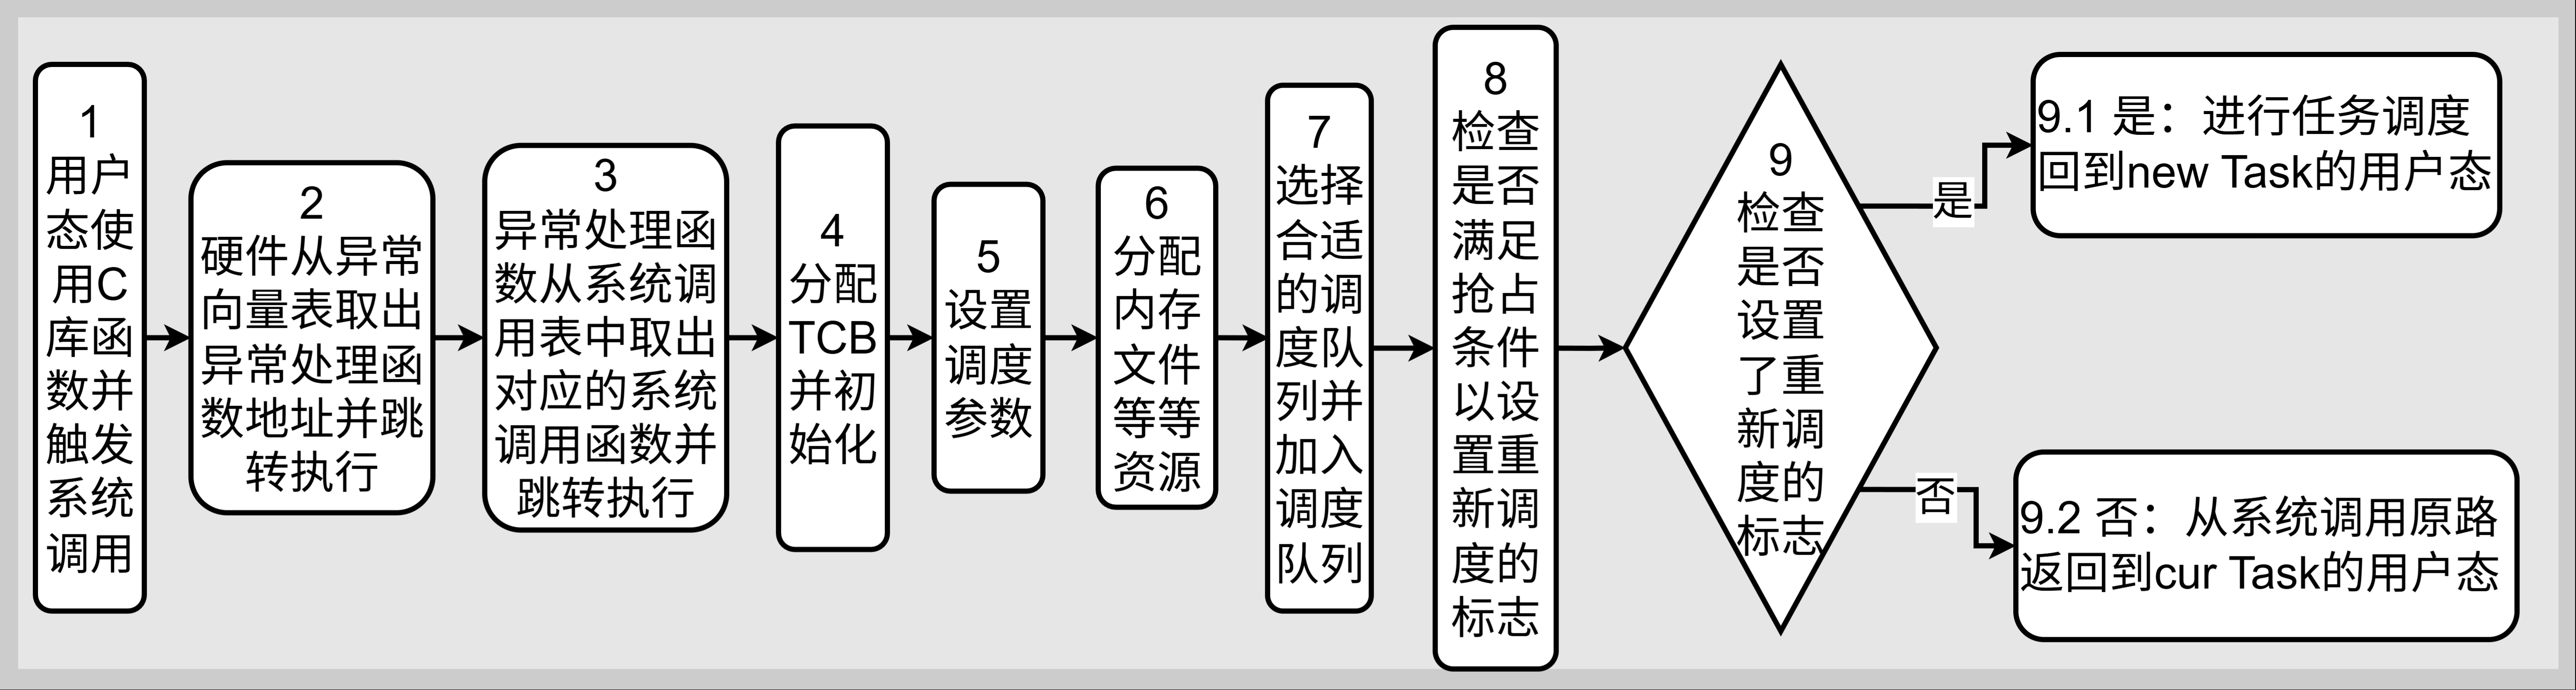 1
用户
态使
用C
库函
数并
触发
系统
调用
2
硬件从异常
向量表取出
异常处理函
数地址并跳
转执行
3
异常处理函
数从系统调
用表中取出
对应的系统
调用函数并
跳转执行
4
分配
TCB
并初
始化
5
设置
调度
参数
6
分配
内存
文件
等等
资源
7
选择
合适
的调
度队
列并
加入
调度
队列
8
检查
是否
满足
抢占
条件
以设
置重
新调
度的
标志
9
检查
是否
设置
了重
新调
度的
标志
是
9.1 是：进行任务调度
回到new Task的用户态
否
9.2 否：从系统调用原路
返回到cur Task的用户态